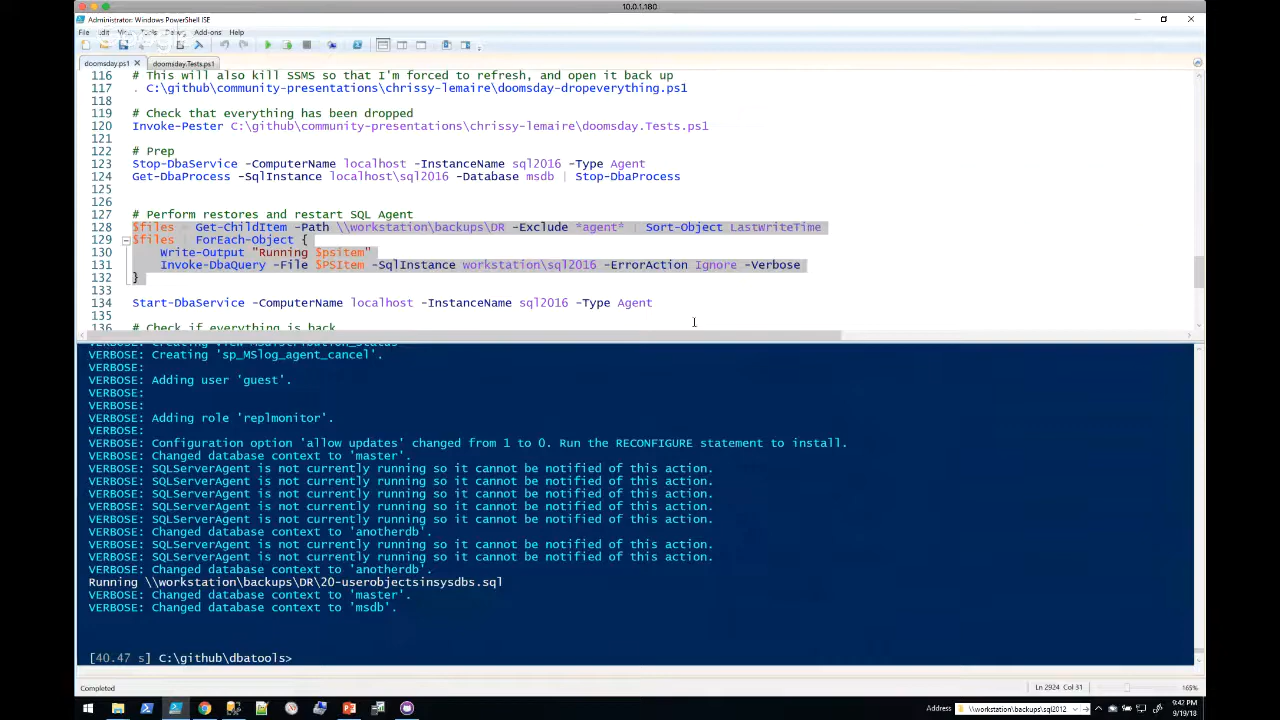 10.0.1.180
Administrator: Windows PowerShell ISE
File Edit View Tools Debug Add-ons Help
doomsday.ps1 doomsday.Tests.ps1
116 # This will also kill SSMS so that I'm forced to refresh, and open it back up
117 . C:\github\community-presentations\chrissy-lemaire\doomsday-dropeverything.ps1
118
119 # Check that everything has been dropped
120 Invoke-Pester C:\github\community-presentations\chrissy-lemaire\doomsday.Tests.ps1
121
122 # Prep
123 Stop-DbaService -ComputerName localhost -InstanceName sql2016 -Type Agent
124 Get-DbaProcess -SqlInstance localhost\sql2016 -Database msdb | Stop-DbaProcess
125
126
127 # Perform restores and restart SQL Agent
128 $files = Get-ChildItem -Path \\workstation\backups\DR -Exclude *agent* | Sort-Object LastWriteTime
129 $files | ForEach-Object {
130 Write-Output "Running $psitem"
131 Invoke-DbaQuery -File $PSItem -SqlInstance workstation\sql2016 -ErrorAction Ignore -Verbose
132 }
133
134 Start-DbaService -ComputerName localhost -InstanceName sql2016 -Type Agent
135
136 # Check if everything is back
VERBOSE: Creating view MSdistribution_status
VERBOSE: Creating 'sp_MSlog_agent_cancel'.
VERBOSE:
VERBOSE: Adding user 'guest'.
VERBOSE:
VERBOSE:
VERBOSE: Adding role 'replmonitor'.
VERBOSE:
VERBOSE: Configuration option 'allow updates' changed from 1 to 0. Run the RECONFIGURE statement to install.
VERBOSE: Changed database context to 'master'.
VERBOSE: SQLServerAgent is not currently running so it cannot be notified of this action.
VERBOSE: SQLServerAgent is not currently running so it cannot be notified of this action.
VERBOSE: SQLServerAgent is not currently running so it cannot be notified of this action.
VERBOSE: SQLServerAgent is not currently running so it cannot be notified of this action.
VERBOSE: SQLServerAgent is not currently running so it cannot be notified of this action.
VERBOSE: Changed database context to 'anotherdb'.
VERBOSE: SQLServerAgent is not currently running so it cannot be notified of this action.
VERBOSE: SQLServerAgent is not currently running so it cannot be notified of this action.
VERBOSE: Changed database context to 'anotherdb'.
Running \\workstation\backups\DR\20-userobjectsinsysdbs.sql
VERBOSE: Changed database context to 'master'.
VERBOSE: Changed database context to 'msdb'.
[40.47 s] C:\github\dbatools>
Completed Ln 2924 Col 31 165%
Address \\workstation\backups\sql2012 9:42 PM
9/19/18